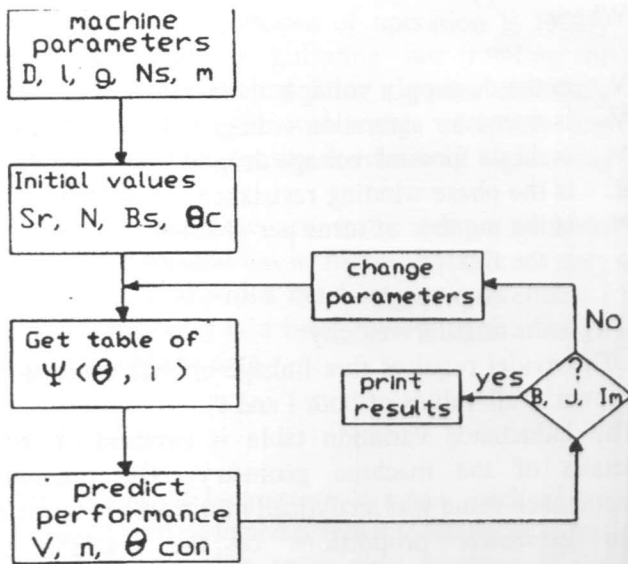 machine
parameters
D, l, g, Ns, m
Initial values
Sr, N, Bs, θc
change
parameters
No
Get table of
Ψ(θ, i)
print
results
yes
?
B, J, Im
predict
performance
V, n, θ con